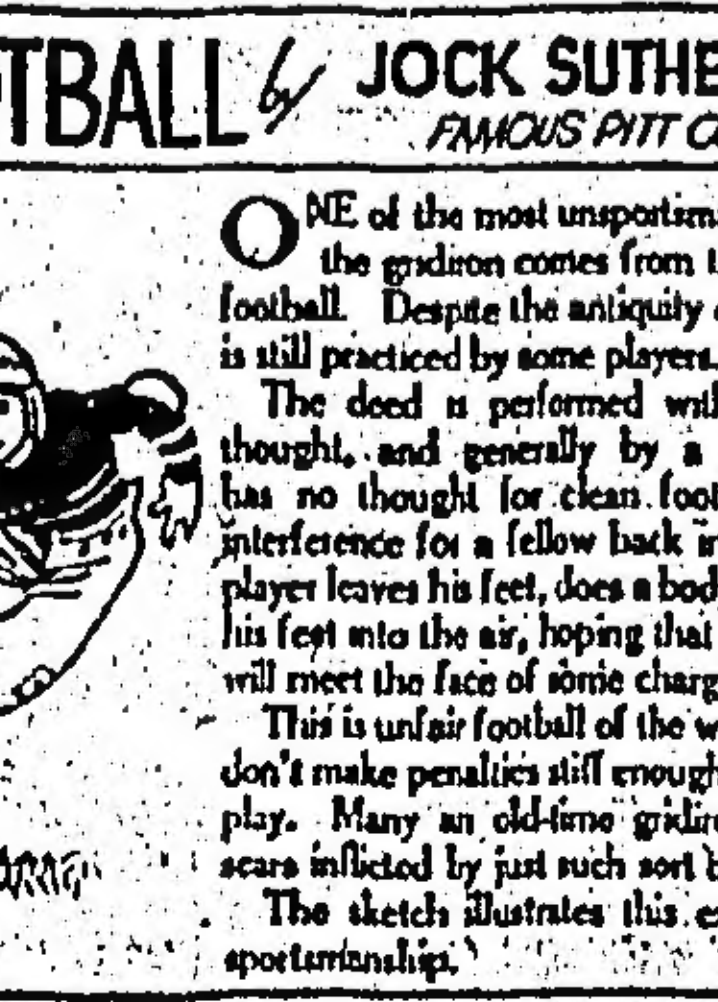 TBALL by JOCK SUTHE
FAMOUS PITT C
ONE of the most unsportsm
the gridiron comes from t
football. Despite the antiquity
is still practiced by some players.
The deed is performed
thought, and generally by a
has no thought for clean foot
interference for a fellow back
player leaves his feet, does a bod
his feet into the air, hoping that
will meet the face of some charg
This is unfair football of the w
don't make penalties stiff enough
play. Many an old-time gridir
scars inflicted by just such sort
The sketch illustrates this
sportsmanship.